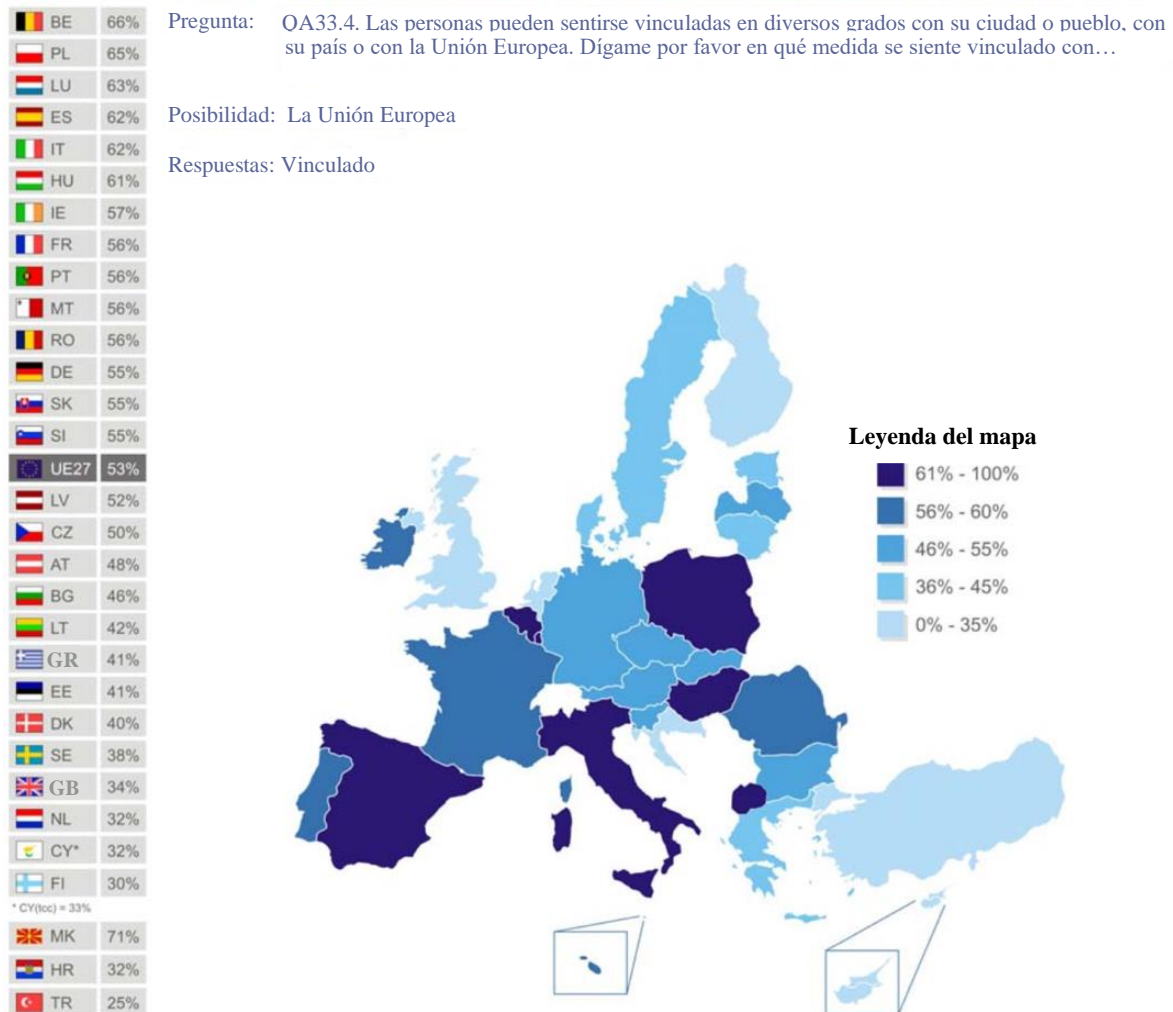 Pregunta: QA33.4. Las personas pueden sentirse vinculadas en diversos grados con su ciudad o pueblo, con
su país o con la Unión Europea. Dígame por favor en qué medida se siente vinculado con…
Posibilidad: La Unión Europea
Respuestas: Vinculado
BE 66%
PL 65%
LU 63%
ES 62%
IT 62%
HU 61%
IE 57%
FR 56%
PT 56%
MT 56%
RO 56%
DE 55%
SK 55%
SI 55%
UE27 53%
LV 52%
CZ 50%
AT 48%
BG 46%
LT 42%
GR 41%
EE 41%
DK 40%
SE 38%
GB 34%
NL 32%
CY* 32%
FI 30%
* CY(tcc) = 33%
MK 71%
HR 32%
TR 25%
Leyenda del mapa
61% - 100%
56% - 60%
46% - 55%
36% - 45%
0% - 35%